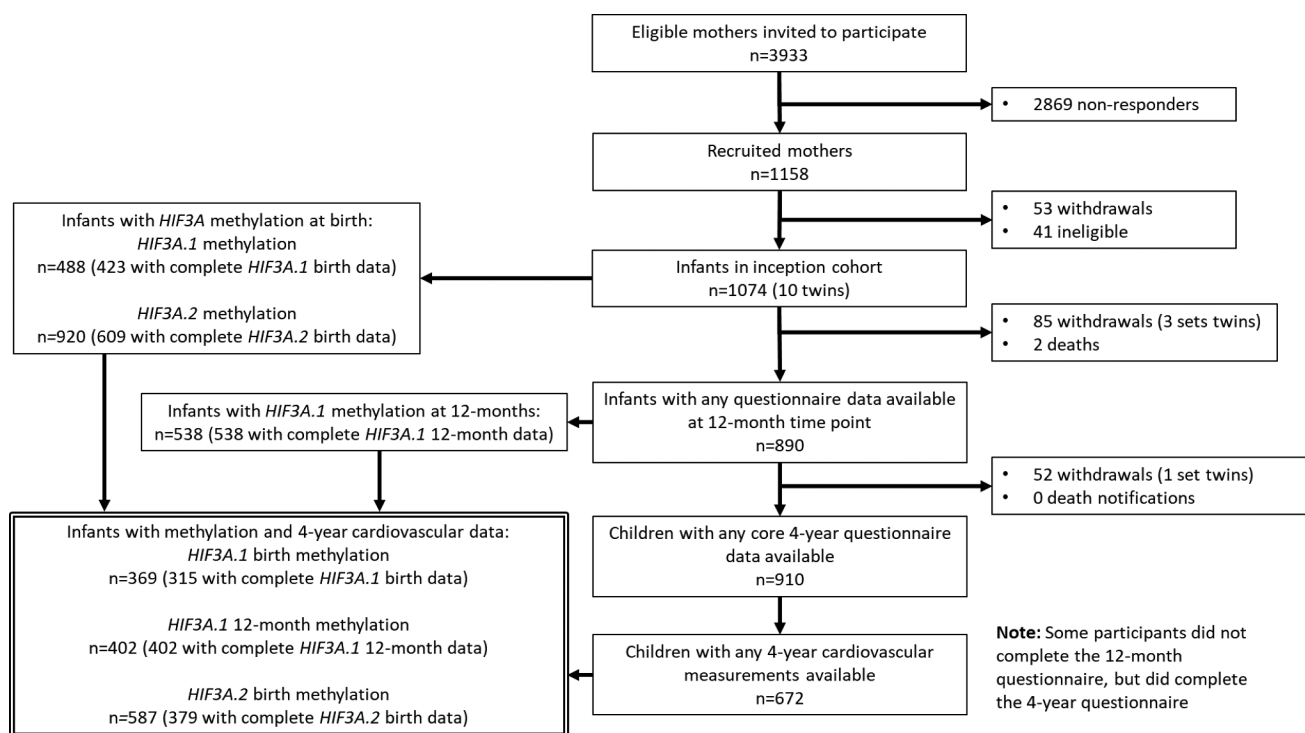 Eligible mothers invited to participate
n=3933
• 2869 non-responders
Recruited mothers
n=1158
• 53 withdrawals
• 41 ineligible
Infants with HIF3A methylation at birth:
HIF3A.1 methylation
n=488 (423 with complete HIF3A.1 birth data)
HIF3A.2 methylation
n=920 (609 with complete HIF3A.2 birth data)
Infants in inception cohort
n=1074 (10 twins)
• 85 withdrawals (3 sets twins)
• 2 deaths
Infants with HIF3A.1 methylation at 12-months:
n=538 (538 with complete HIF3A.1 12-month data)
Infants with any questionnaire data available
at 12-month time point
n=890
• 52 withdrawals (1 set twins)
• 0 death notifications
Infants with methylation and 4-year cardiovascular data:
HIF3A.1 birth methylation
n=369 (315 with complete HIF3A.1 birth data)
HIF3A.1 12-month methylation
n=402 (402 with complete HIF3A.1 12-month data)
HIF3A.2 birth methylation
n=587 (379 with complete HIF3A.2 birth data)
Children with any core 4-year questionnaire
data available
n=910
Children with any 4-year cardiovascular
measurements available
n=672
Note: Some participants did not
complete the 12-month
questionnaire, but did complete
the 4-year questionnaire